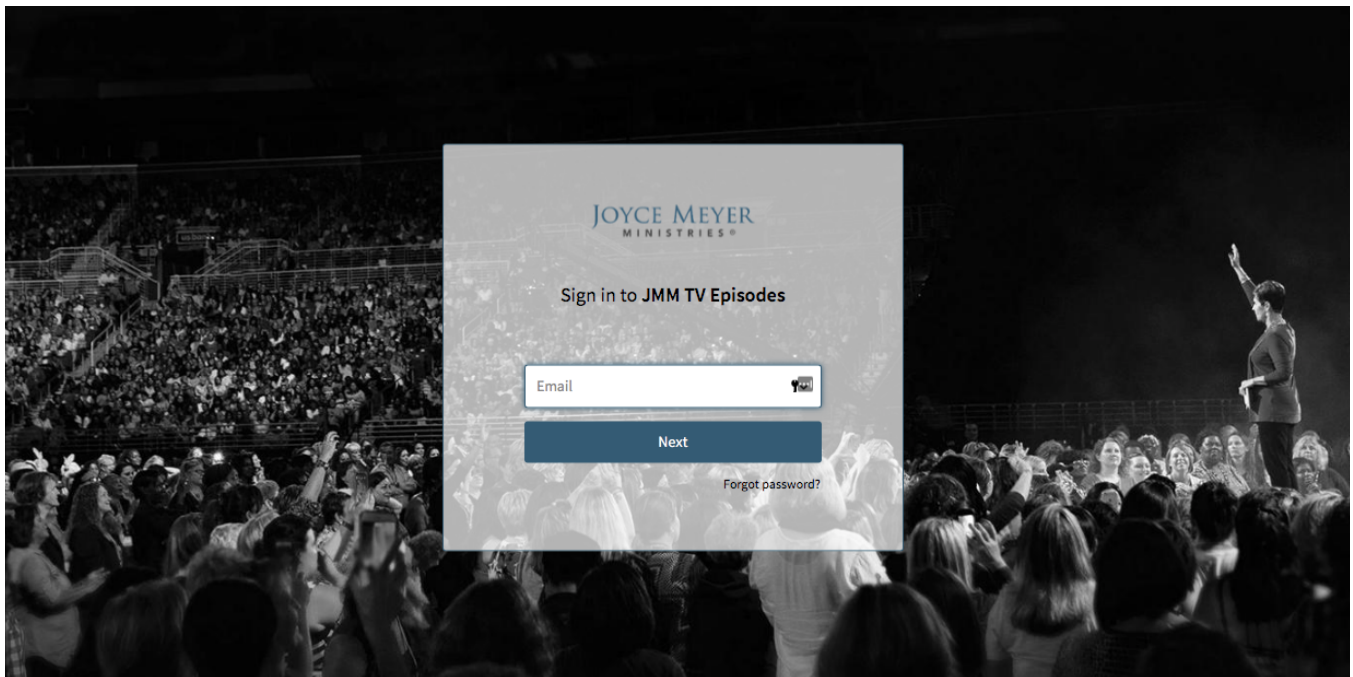 JOYCE MEYER
MINISTRIES®
Sign in to JMM TV Episodes
Email
Next
Forgot password?